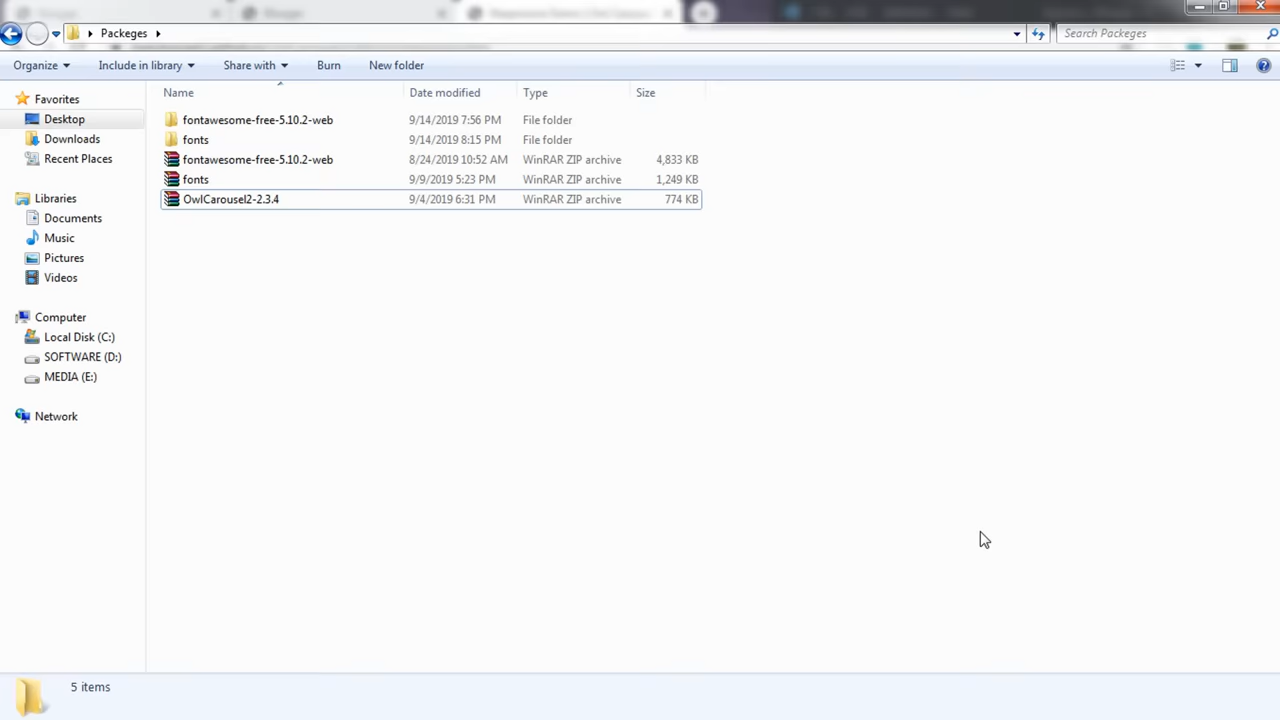 Packeges
Search Packeges
Organize Include in library Share with Burn New folder
Name Date modified Type Size
Favorites
Desktop
Downloads
Recent Places
Libraries
Documents
Music
Pictures
Videos
Computer
Local Disk (C:)
SOFTWARE (D:)
MEDIA (E:)
Network
fontawesome-free-5.10.2-web 9/14/2019 7:56 PM File folder
fonts 9/14/2019 8:15 PM File folder
fontawesome-free-5.10.2-web 8/24/2019 10:52 AM WinRAR ZIP archive 4,833 KB
fonts 9/9/2019 5:23 PM WinRAR ZIP archive 1,249 KB
OwlCarousel2-2.3.4 9/4/2019 6:31 PM WinRAR ZIP archive 774 KB
5 items